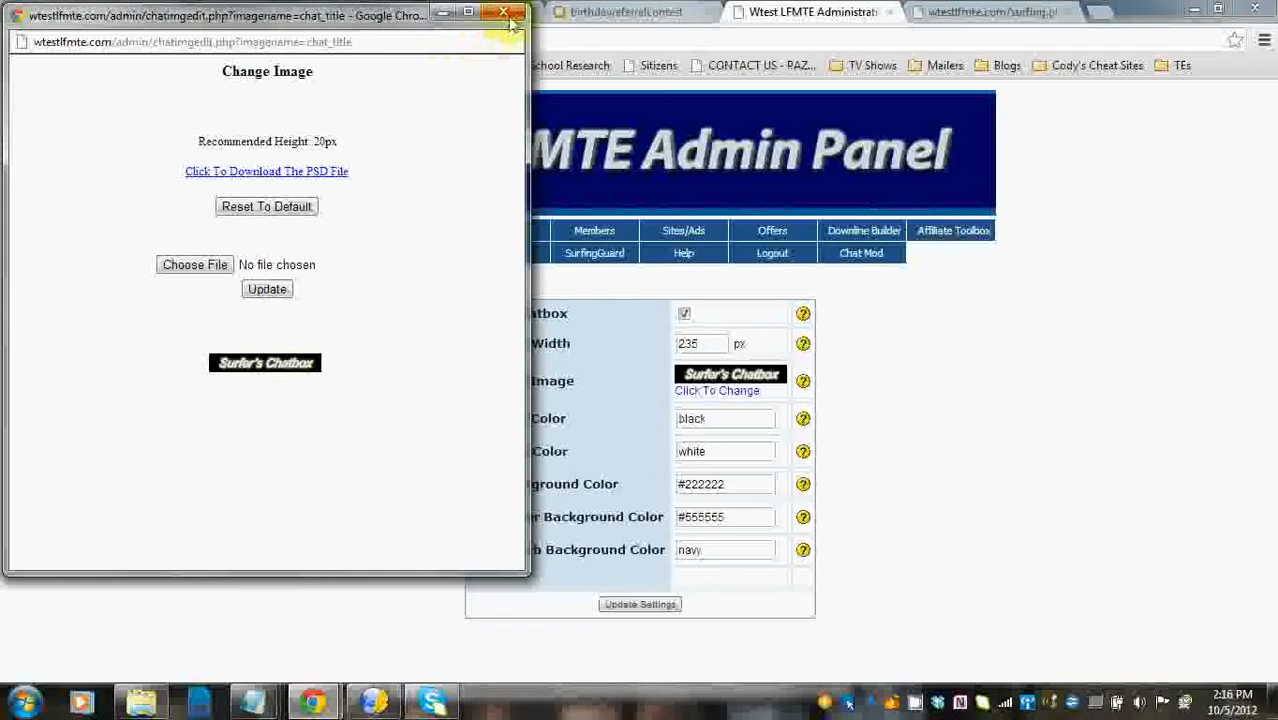 wtestlfmte.com/admin/chatimgedit.php?imagename=chat_title - Google Chro...
birthdayreferralcontest
Wtest LFMTE Administrati
wtestlfmte.com/surfing.p
wtestlfmte.com/admin/chatimgedit.php?imagename=chat_title
School Research
Sitizens
CONTACT US - PAZ...
TV Shows
Mailers
Blogs
Cody's Cheat Sites
TEs
Change Image
Recommended Height: 20px
Click To Download The PSD File
Reset To Default
Choose File No file chosen
Update
Surfer's Chatbox
FMTE Admin Panel
Members Sites/Ads Offers Downline Builder Affiliate Toolbox
SurfingGuard Help Logout Chat Mod
atbox
Width 235 px
Image Surfer's Chatbox
Click To Change
Color black
Color white
ground Color #222222
r Background Color #555555
b Background Color navy
Update Settings
2:16 PM
10/5/2012